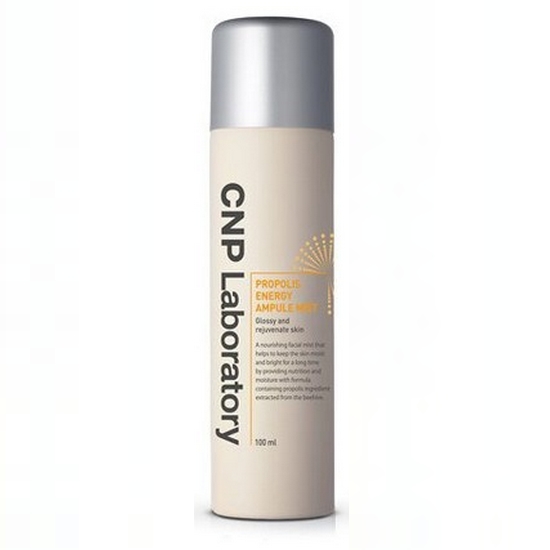 CNP Laboratory
PROPOLIS
ENERGY
AMPULE MIST
Glossy and
rejuvenate skin
A nourishing facial mist that
helps to keep the skin moist
and bright for a long time
by providing nutrition and
moisture with formula,
containing propolis ingredients
extracted from the beehive.
100 ml